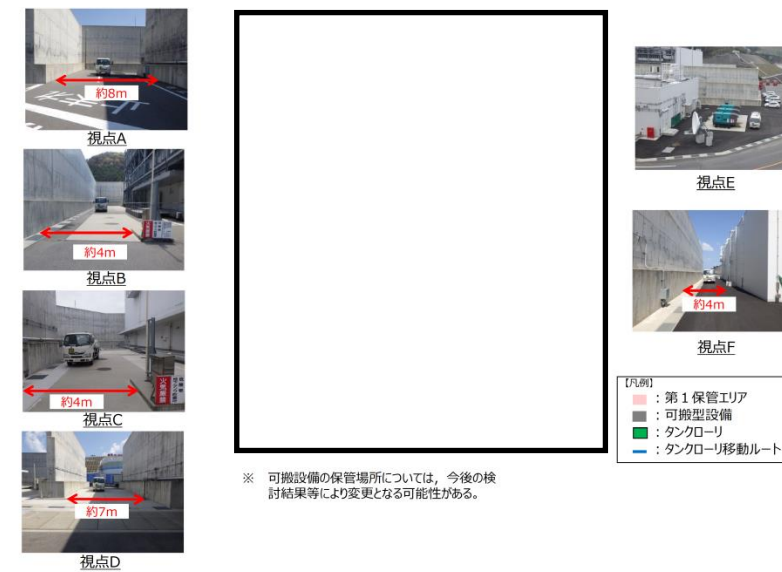 約8m
視点A
約4m
視点B
約4m
視点C
約7m
視点D
視点E
約4m
視点F
【凡例】
：第１保管エリア
：可搬型設備
：タンクローリ
：タンクローリ移動ルート
※　可搬設備の保管場所については，今後の検
討結果等により変更となる可能性がある。